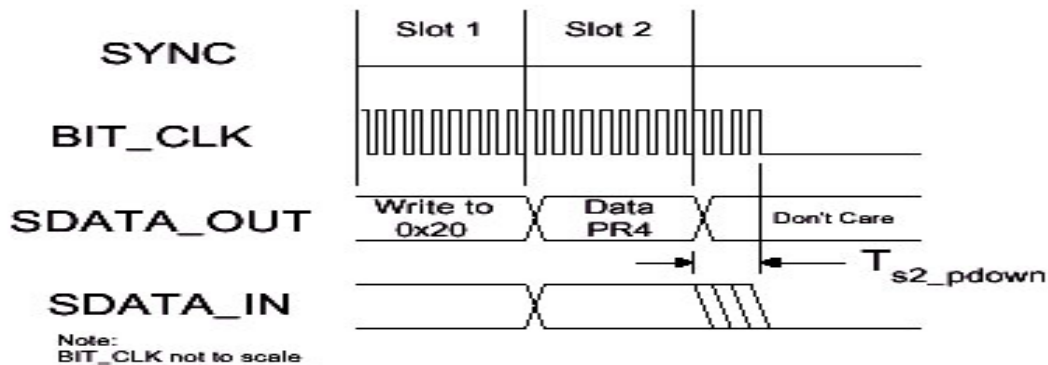 Slot 1 Slot 2
SYNC
BIT_CLK
SDATA_OUT
Write to
0x20
Data
PR4
Don't Care
Ts2_pdown
SDATA_IN
Note:
BIT_CLK not to scale